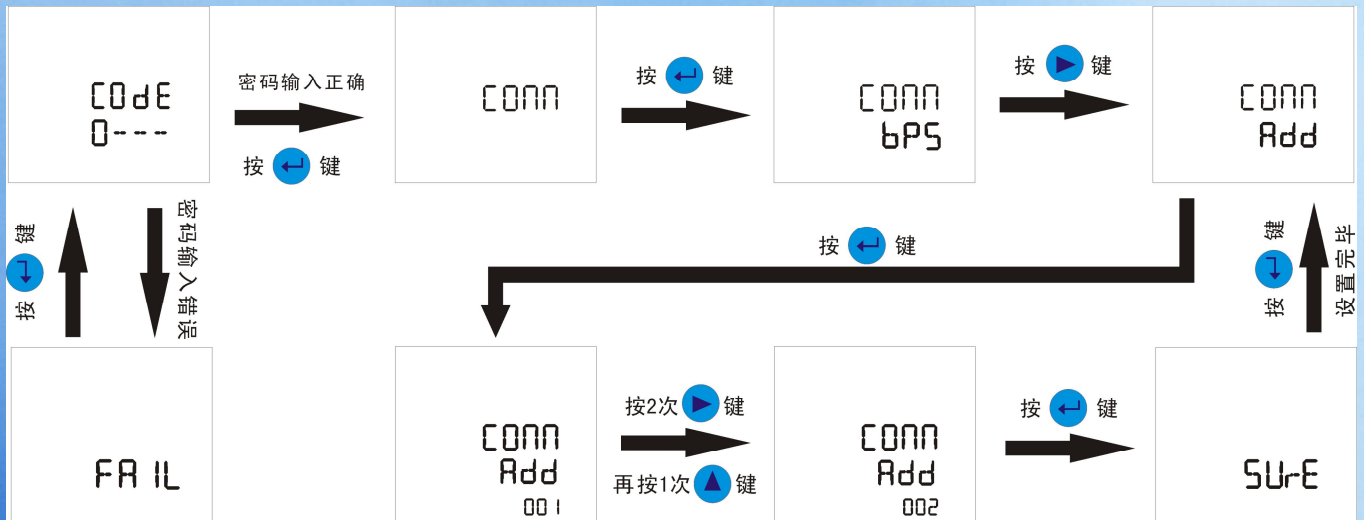 CODE
0---
密码输入正确
按 键
CONN
按 键
CONN
bPS
按 键
CONN
Add
按 键
密码输入错误
按 键
按 键
设置完毕
FAIL
CONN
Add
001
按2次 键
再按1次 键
CONN
Add
002
按 键
SUrE